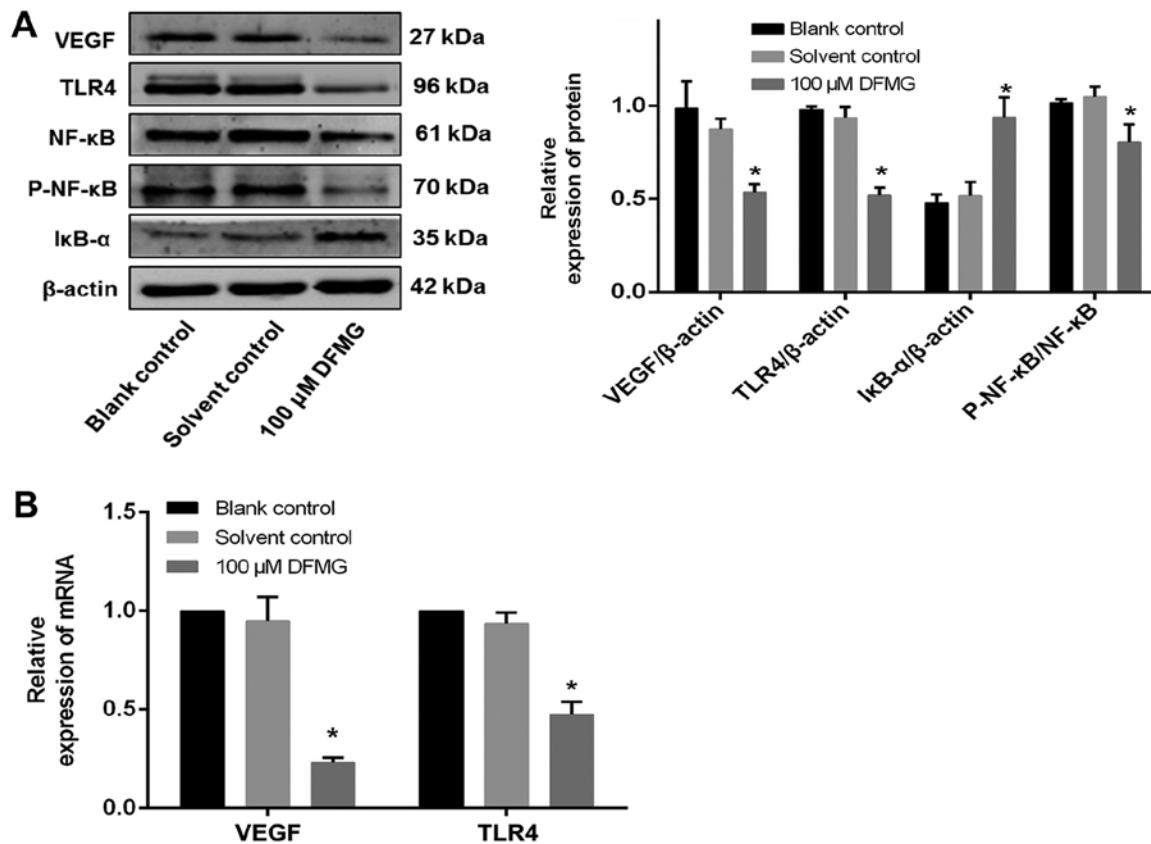 A
VEGF 27 kDa
TLR4 96 kDa
NF-κB 61 kDa
P-NF-κB 70 kDa
IκB-α 35 kDa
β-actin 42 kDa
Blank control
Solvent control
100 μM DFMG
Blank control
Solvent control
100 μM DFMG
Relative
expression of protein
1.0
0.5
0.0
* * * *
VEGF/β-actin
TLR4/β-actin
IκB-α/β-actin
P-NF-κB/NF-κB
B
Blank control
Solvent control
100 μM DFMG
Relative
expression of mRNA
1.5
1.0
0.5
0.0
* *
VEGF TLR4